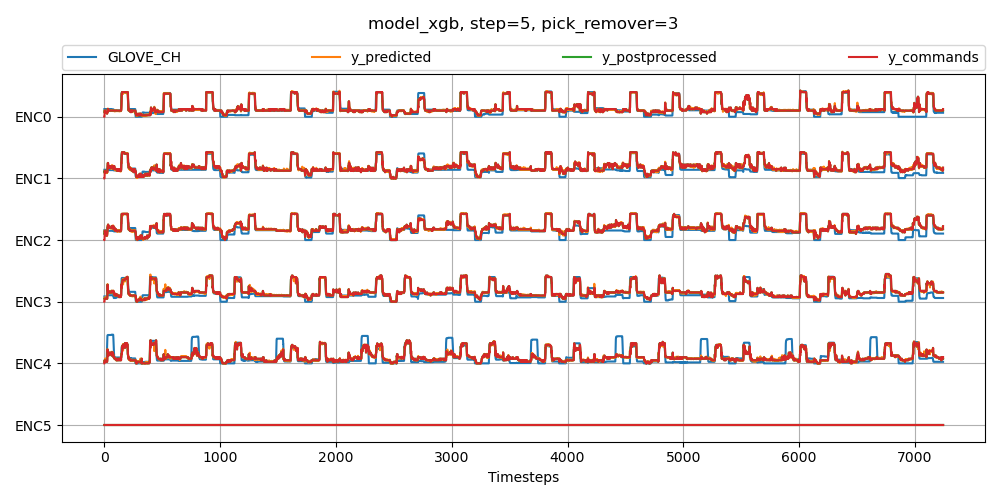 model_xgb, step=5, pick_remover=3
GLOVE_CH y_predicted y_postprocessed y_commands
ENC0
ENC1
ENC2
ENC3
ENC4
ENC5
0 1000 2000 3000 4000 5000 6000 7000
Timesteps